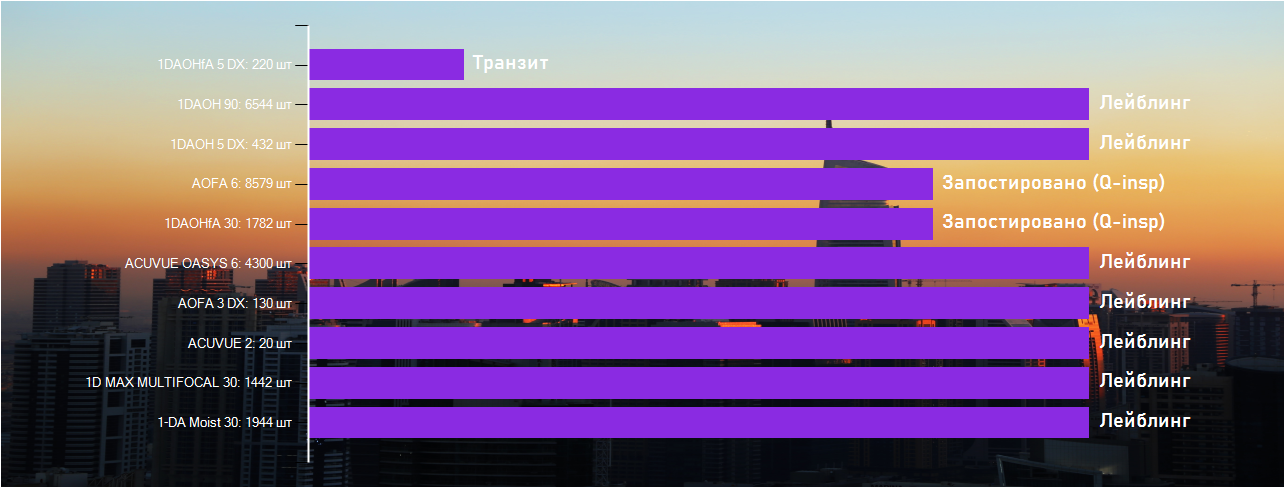 1DAOHfA 5 DX: 220 шт Транзит
1DAOH 90: 6544 шт Лейблинг
1DAOH 5 DX: 432 шт Лейблинг
AOFA 6: 8579 шт Запостировано (Q-insp)
1DAOHfA 30: 1782 шт Запостировано (Q-insp)
ACUVUE OASYS 6: 4300 шт Лейблинг
AOFA 3 DX: 130 шт Лейблинг
ACUVUE 2: 20 шт Лейблинг
1D MAX MULTIFOCAL 30: 1442 шт Лейблинг
1-DA Moist 30: 1944 шт Лейблинг